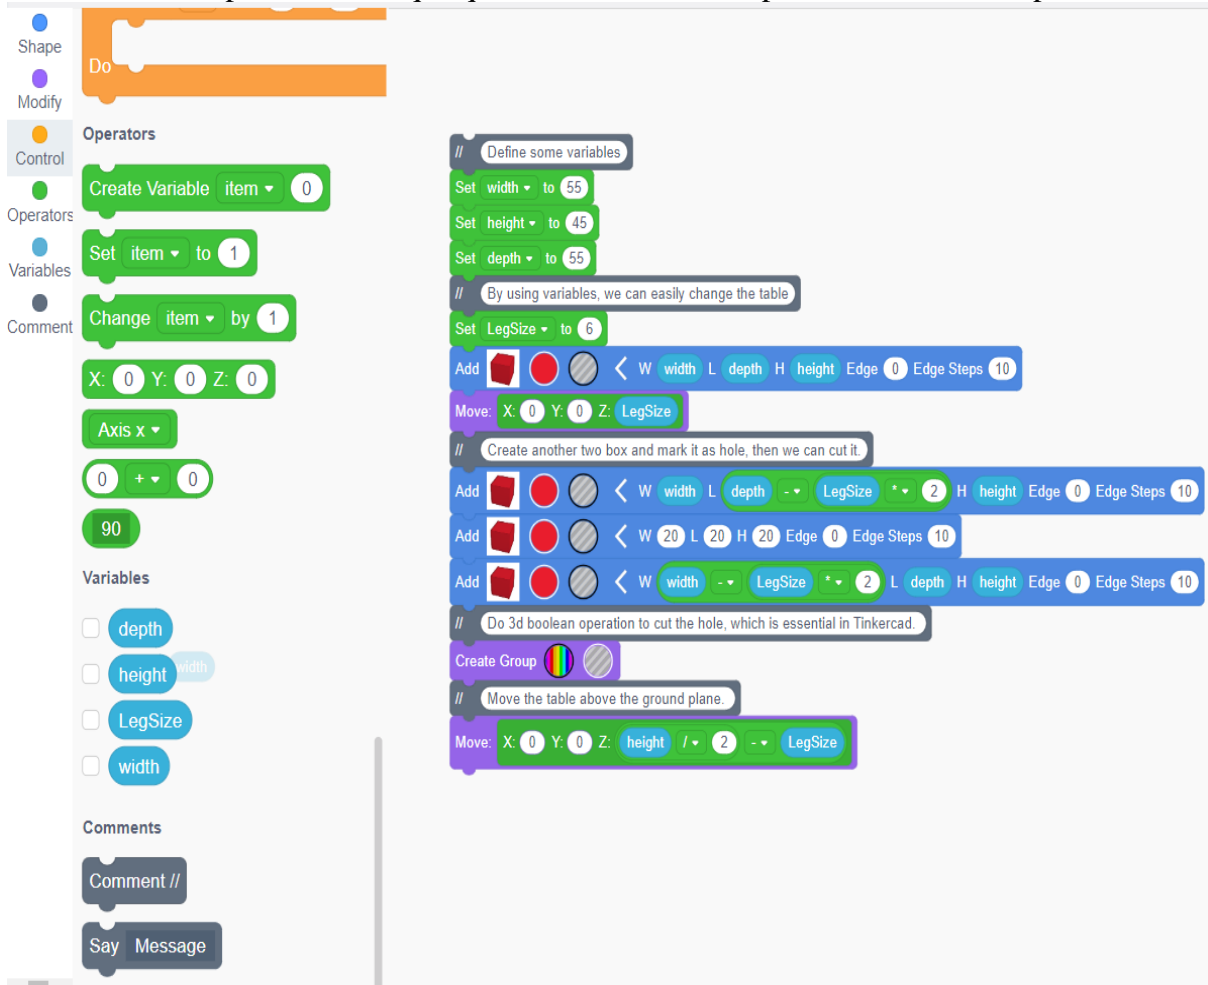 Shape
Modify
Control
Operators
Variables
Comment
Do
Operators
Create Variable item 0
Set item to 1
Change item by 1
X: 0 Y: 0 Z: 0
Axis x
0 + 0
90
Variables
depth
height width
LegSize
width
Comments
Comment //
Say Message
// Define some variables
Set width to 55
Set height to 45
Set depth to 55
// By using variables, we can easily change the table
Set LegSize to 6
Add W width L depth H height Edge 0 Edge Steps 10
Move: X: 0 Y: 0 Z: LegSize
// Create another two box and mark it as hole, then we can cut it.
Add W width L depth - LegSize * 2 H height Edge 0 Edge Steps 10
Add W 20 L 20 H 20 Edge 0 Edge Steps 10
Add W width - LegSize * 2 L depth H height Edge 0 Edge Steps 10
// Do 3d boolean operation to cut the hole, which is essential in Tinkercad.
Create Group
// Move the table above the ground plane.
Move: X: 0 Y: 0 Z: height / 2 - LegSize